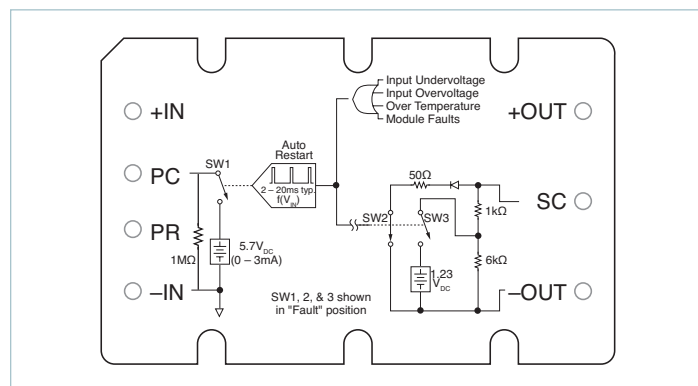 Input Undervoltage
Input Overvoltage
Over Temperature
Module Faults
+IN
+OUT
Auto
Restart
SW1
PC
2 – 20ms typ.
f(VIN)
50Ω
SC
1kΩ
SW2
SW3
PR
1MΩ
5.7VDC
(0 – 3mA)
6kΩ
1.23
VDC
–IN
SW1, 2, & 3 shown
in "Fault" position
–OUT